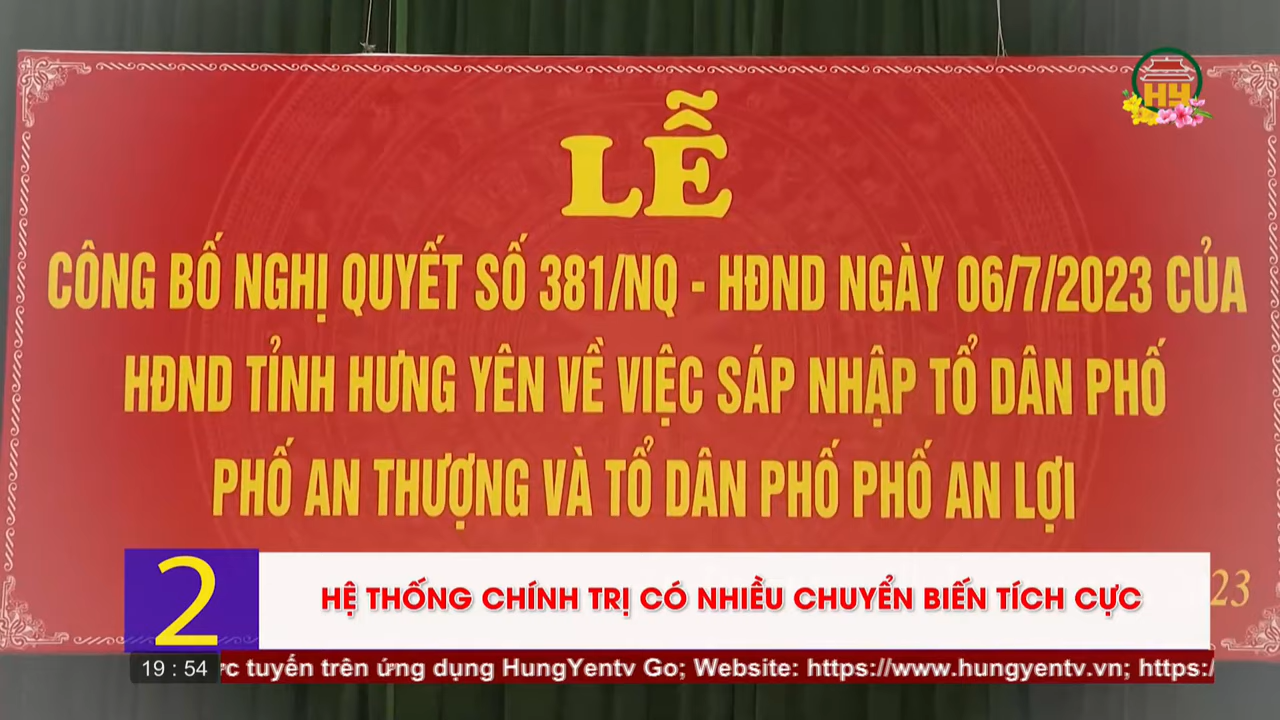 HY
LỄ
CÔNG BỐ NGHỊ QUYẾT SỐ 381/NQ - HĐND NGÀY 06/7/2023 CỦA
HĐND TỈNH HƯNG YÊN VỀ VIỆC SÁP NHẬP TỔ DÂN PHỐ
PHỐ AN THƯỢNG VÀ TỔ DÂN PHỐ PHỐ AN LỢI
23
2
HỆ THỐNG CHÍNH TRỊ CÓ NHIỀU CHUYỂN BIẾN TÍCH CỰC
19 : 54
ực tuyến trên ứng dụng HungYentv Go; Website: https://www.hungyentv.vn; https:/